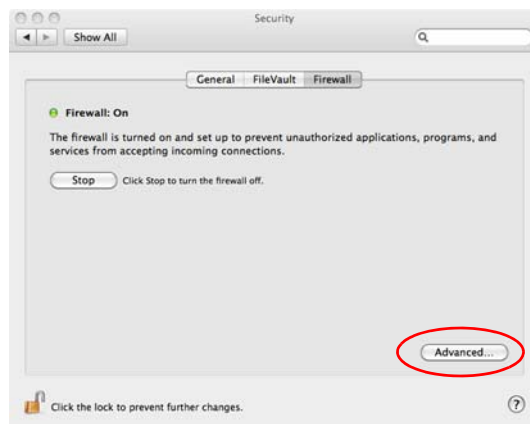 Security
Show All
General FileVault Firewall
Firewall: On
The firewall is turned on and set up to prevent unauthorized applications, programs, and
services from accepting incoming connections.
Stop Click Stop to turn the firewall off.
Advanced...
Click the lock to prevent further changes.
?